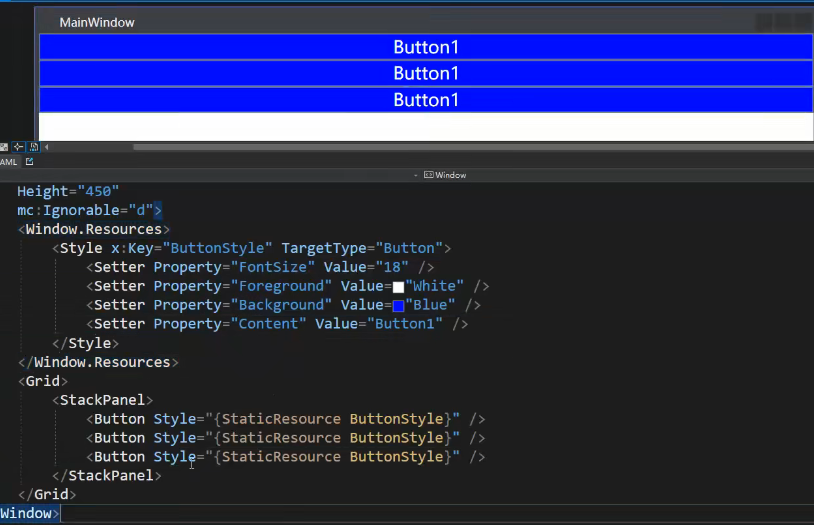 MainWindow
Button1
Button1
Button1
AML
Window
Height="450"
mc:Ignorable="d">
<Window.Resources>
<Style x:Key="ButtonStyle" TargetType="Button">
<Setter Property="FontSize" Value="18" />
<Setter Property="Foreground" Value="White" />
<Setter Property="Background" Value="Blue" />
<Setter Property="Content" Value="Button1" />
</Style>
</Window.Resources>
<Grid>
<StackPanel>
<Button Style="{StaticResource ButtonStyle}" />
<Button Style="{StaticResource ButtonStyle}" />
<Button Style="{StaticResource ButtonStyle}" />
</StackPanel>
</Grid>
Window>